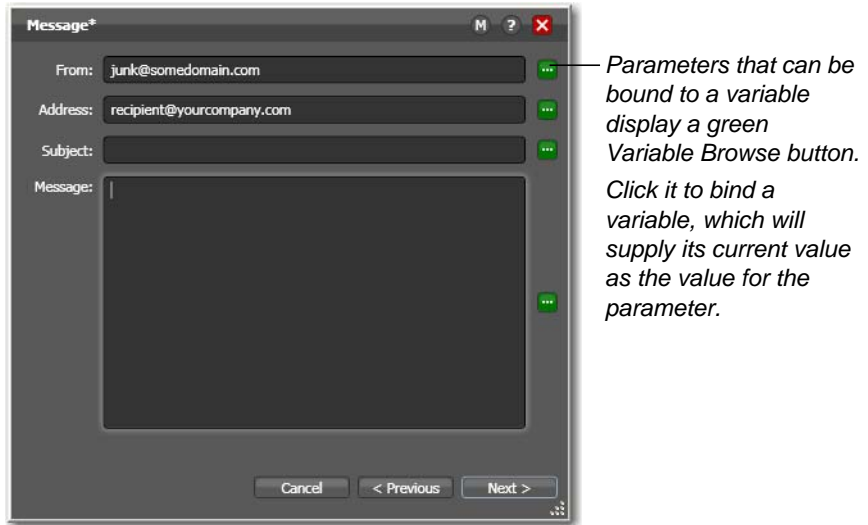 Message*
M ?
From: junk@somedomain.com
Address: recipient@yourcompany.com
Subject:
Message:
Cancel < Previous Next >
Parameters that can be
bound to a variable
display a green
Variable Browse button.
Click it to bind a
variable, which will
supply its current value
as the value for the
parameter.